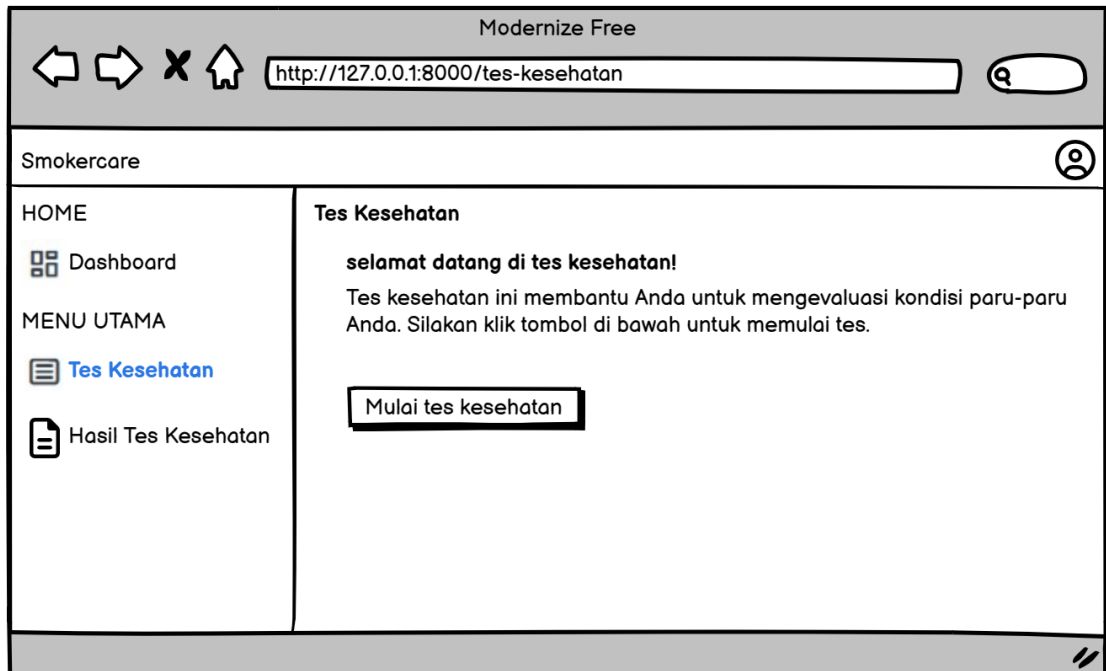 Modernize Free
http://127.0.0.1:8000/tes-kesehatan
Smokercare
HOME
Dashboard
MENU UTAMA
Tes Kesehatan
Hasil Tes Kesehatan
Tes Kesehatan
selamat datang di tes kesehatan!
Tes kesehatan ini membantu Anda untuk mengevaluasi kondisi paru-paru
Anda. Silakan klik tombol di bawah untuk memulai tes.
Mulai tes kesehatan